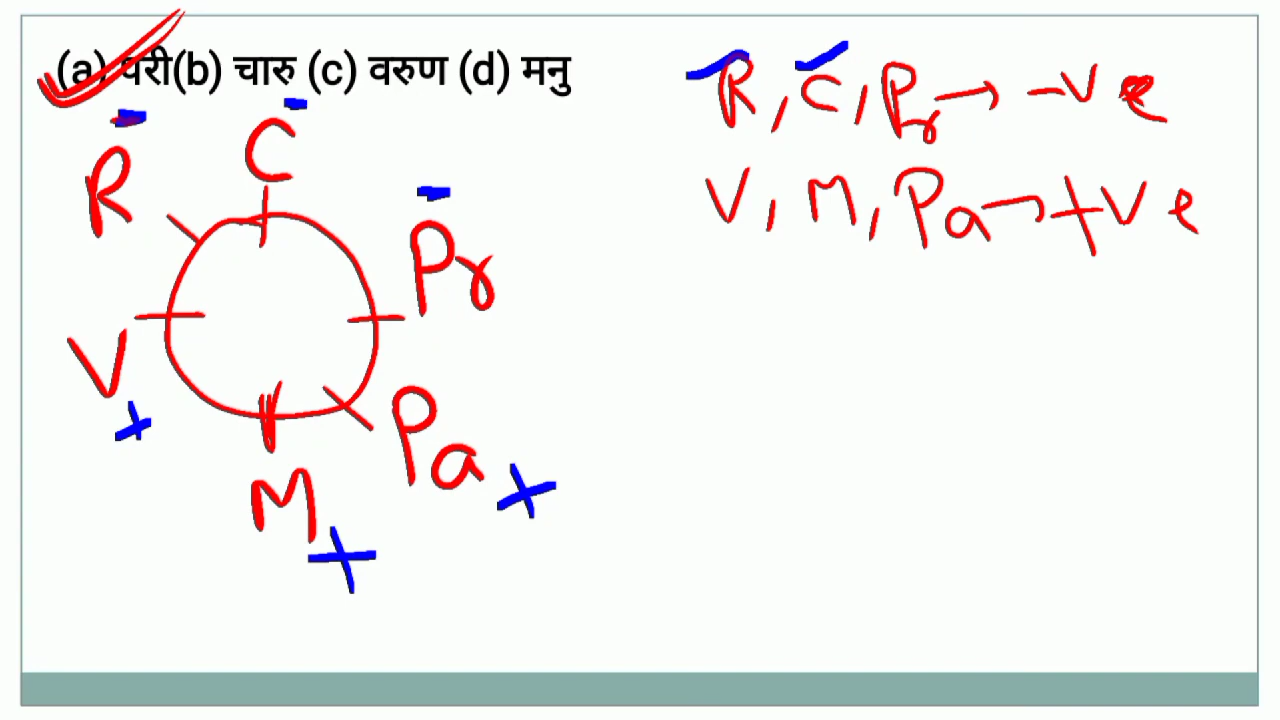 (a) परी(b) चारु (c) वरुण (d) मनु
R, C, Pr → -ve
V, M, Pa → +ve
C
R
Pr
V
Pa
M